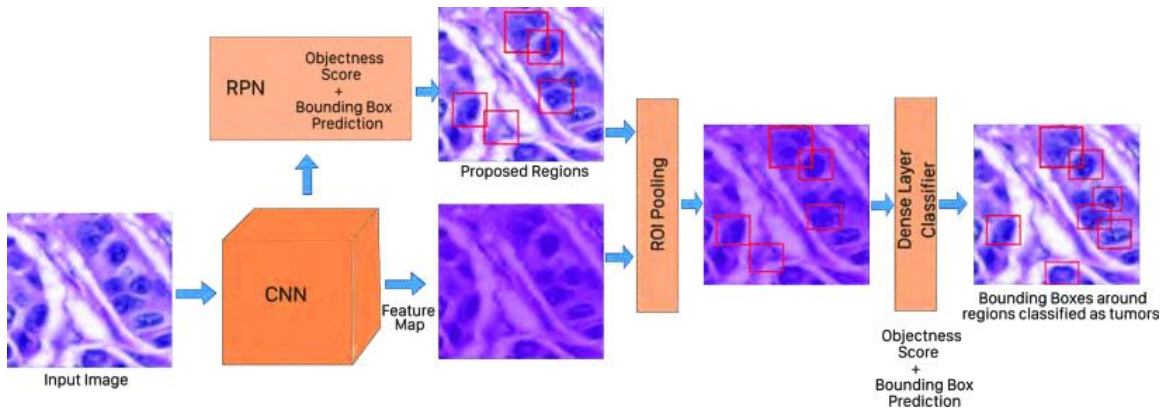 RPN
Objectness
Score
+
Bounding Box
Prediction
Proposed Regions
Input Image
CNN
Feature
Map
ROI Pooling
Dense Layer
Classifier
Objectness
Score
+
Bounding Box
Prediction
Bounding Boxes around
regions classified as tumors